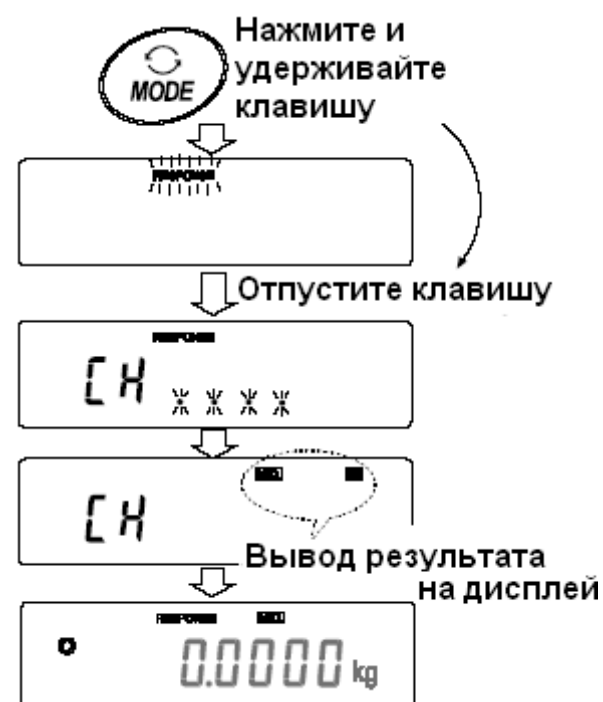 Нажмите и
удерживайте
клавишу
MODE
RESPONSE
Отпустите клавишу
RESPONSE
CH
CH
Вывод результата
на дисплей
RESPONSE
0.0000 kg